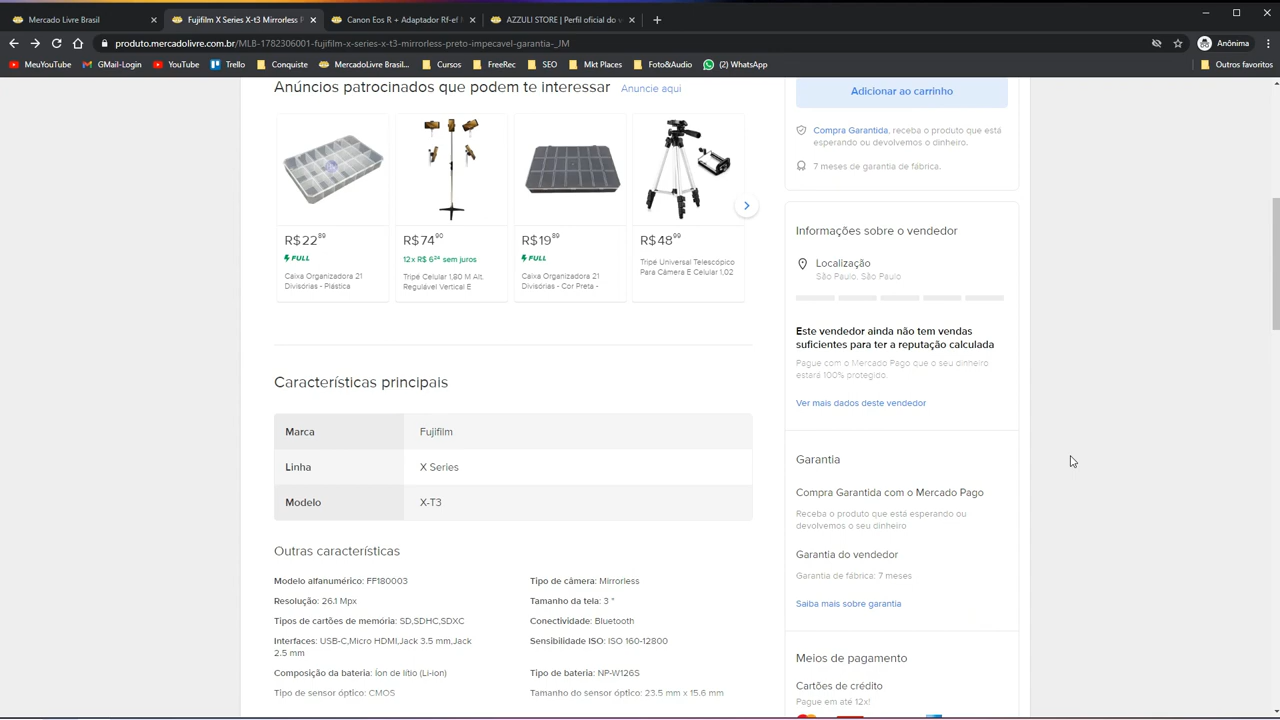 Mercado Livre Brasil
Fujifilm X Series X-t3 Mirrorless P
Canon Eos R + Adaptador Rf-ef M
AZZULI STORE | Perfil oficial do v
produto.mercadolivre.com.br/MLB-1782306001-fujifilm-x-series-x-t3-mirrorless-preto-impecavel-garantia-_JM
Anônima
MeuYouTube
GMail-Login
YouTube
Trello
Conquiste
MercadoLivre Brasil...
Cursos
FreeRec
SEO
Mkt Places
Foto&Audio
(2) WhatsApp
Outros favoritos
Anúncios patrocinados que podem te interessar
Anuncie aqui
R$ 22 89
FULL
Caixa Organizadora 21
Divisórias - Plástica
R$ 74 90
12x R$ 6 24 sem juros
Tripé Celular 1,80 M Alt.
Regulável Vertical E
R$ 19 89
FULL
Caixa Organizadora 21
Divisórias - Cor Preta -
R$ 48 99
Tripé Universal Telescópico
Para Câmera E Celular 1,02
Características principais
Marca
Fujifilm
Linha
X Series
Modelo
X-T3
Outras características
Modelo alfanumérico: FF180003
Tipo de câmera: Mirrorless
Resolução: 26.1 Mpx
Tamanho da tela: 3 "
Tipos de cartões de memória: SD,SDHC,SDXC
Conectividade: Bluetooth
Interfaces: USB-C,Micro HDMI,Jack 3.5 mm,Jack
2.5 mm
Sensibilidade ISO: ISO 160-12800
Composição da bateria: Íon de lítio (Li-ion)
Tipo de bateria: NP-W126S
Tipo de sensor óptico: CMOS
Tamanho do sensor óptico: 23.5 mm x 15.6 mm
Adicionar ao carrinho
Compra Garantida, receba o produto que está
esperando ou devolvemos o dinheiro.
7 meses de garantia de fábrica.
Informações sobre o vendedor
Localização
São Paulo, São Paulo
Este vendedor ainda não tem vendas
suficientes para ter a reputação calculada
Pague com o Mercado Pago que o seu dinheiro
estará 100% protegido.
Ver mais dados deste vendedor
Garantia
Compra Garantida com o Mercado Pago
Receba o produto que está esperando ou
devolvemos o seu dinheiro
Garantia do vendedor
Garantia de fábrica: 7 meses
Saiba mais sobre garantia
Meios de pagamento
Cartões de crédito
Pague em até 12x!